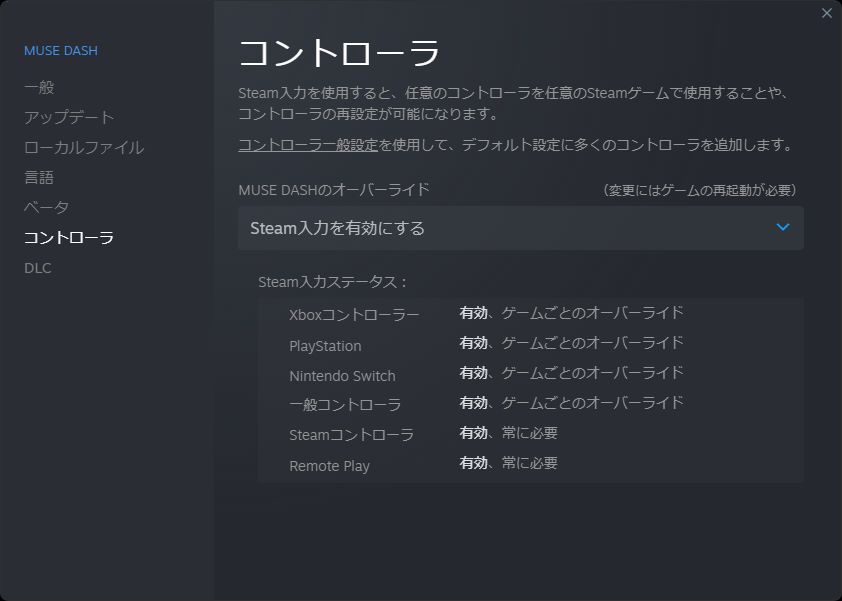 MUSE DASH
一般
アップデート
ローカルファイル
言語
ベータ
コントローラ
DLC
コントローラ
Steam入力を使用すると、任意のコントローラを任意のSteamゲームで使用することや、
コントローラの再設定が可能になります。
コントローラ一般設定を使用して、デフォルト設定に多くのコントローラを追加します。
MUSE DASHのオーバーライド (変更にはゲームの再起動が必要)
Steam入力を有効にする
Steam入力ステータス：
Xboxコントローラー 有効、ゲームごとのオーバーライド
PlayStation 有効、ゲームごとのオーバーライド
Nintendo Switch 有効、ゲームごとのオーバーライド
一般コントローラ 有効、ゲームごとのオーバーライド
Steamコントローラ 有効、常に必要
Remote Play 有効、常に必要